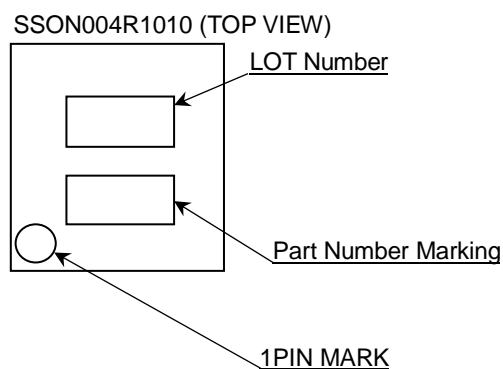 SSON004R1010 (TOP VIEW)
LOT Number
Part Number Marking
1PIN MARK